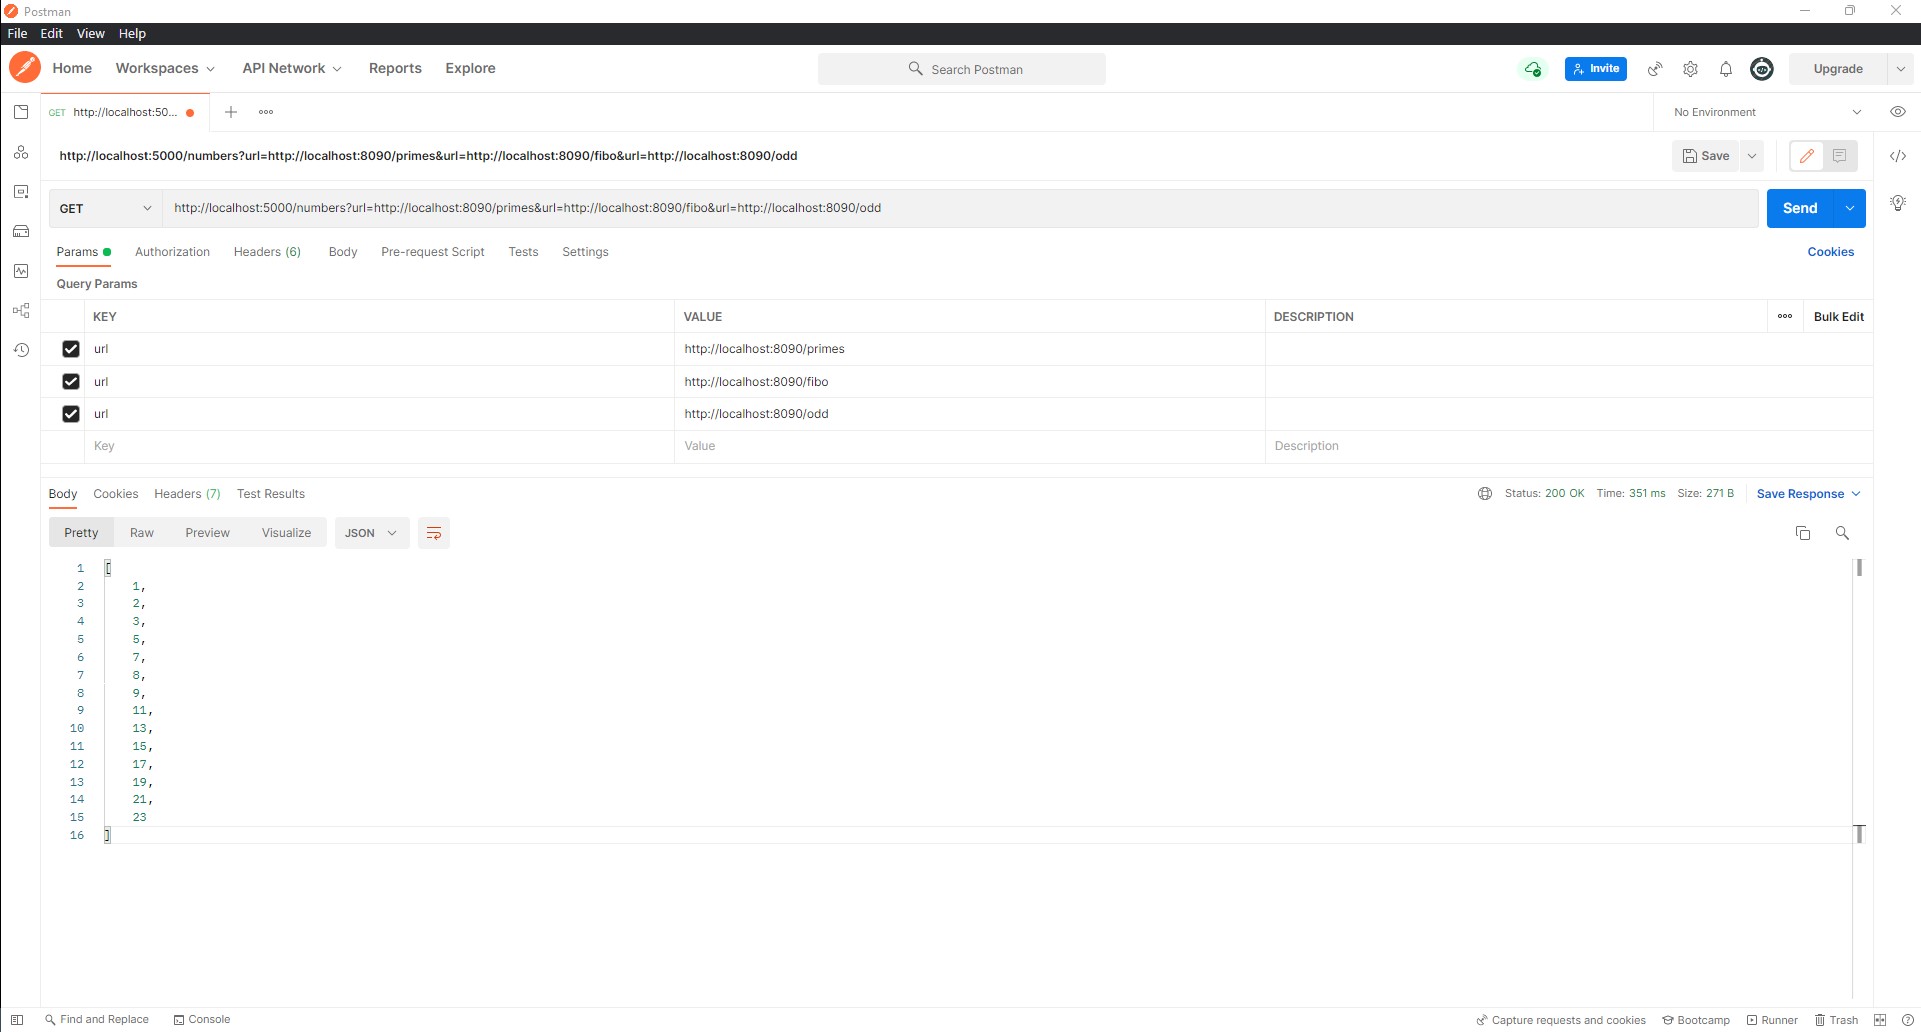 Postman
File Edit View Help
Home Workspaces API Network Reports Explore Search Postman Invite Upgrade
GET http://localhost:50... No Environment
http://localhost:5000/numbers?url=http://localhost:8090/primes&url=http://localhost:8090/fibo&url=http://localhost:8090/odd Save
GET http://localhost:5000/numbers?url=http://localhost:8090/primes&url=http://localhost:8090/fibo&url=http://localhost:8090/odd Send
Params Authorization Headers (6) Body Pre-request Script Tests Settings Cookies
Query Params
KEY VALUE DESCRIPTION Bulk Edit
url http://localhost:8090/primes
url http://localhost:8090/fibo
url http://localhost:8090/odd
Key Value Description
Body Cookies Headers (7) Test Results Status: 200 OK Time: 351 ms Size: 271 B Save Response
Pretty Raw Preview Visualize JSON
1 [
2 1,
3 2,
4 3,
5 5,
6 7,
7 8,
8 9,
9 11,
10 13,
11 15,
12 17,
13 19,
14 21,
15 23
16 ]
Find and Replace Console Capture requests and cookies Bootcamp Runner Trash